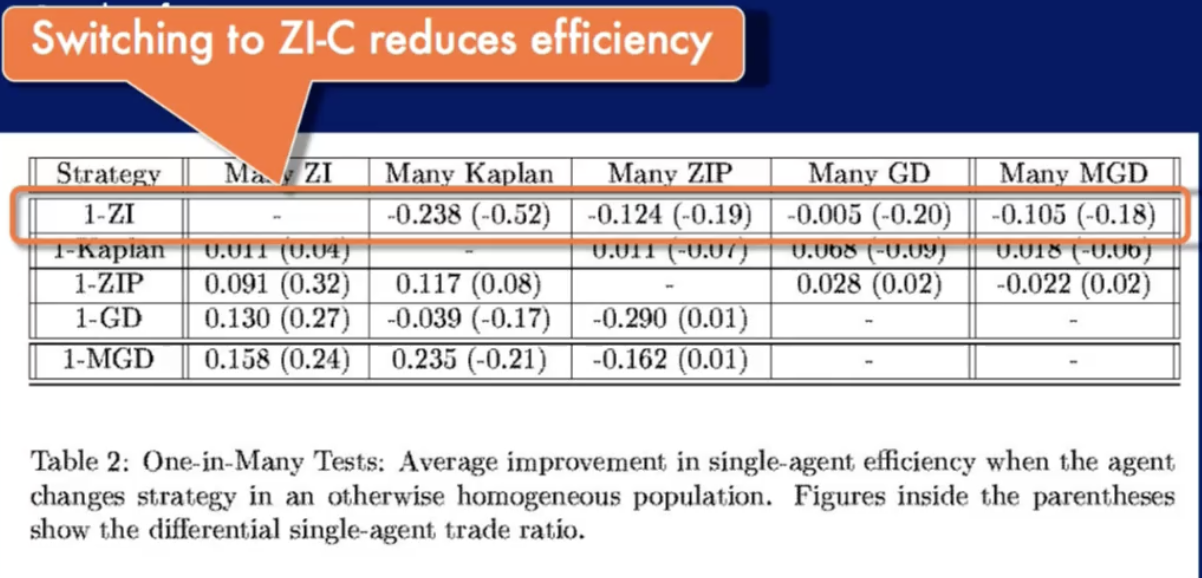 Switching to ZI-C reduces efficiency
Strategy Many ZI Many Kaplan Many ZIP Many GD Many MGD
1-ZI - -0.238 (-0.52) -0.124 (-0.19) -0.005 (-0.20) -0.105 (-0.18)
1-Kaplan 0.011 (0.04) - 0.011 (-0.07) 0.068 (-0.09) 0.018 (-0.06)
1-ZIP 0.091 (0.32) 0.117 (0.08) - 0.028 (0.02) -0.022 (0.02)
1-GD 0.130 (0.27) -0.039 (-0.17) -0.290 (0.01) - -
1-MGD 0.158 (0.24) 0.235 (-0.21) -0.162 (0.01) - -
Table 2: One-in-Many Tests: Average improvement in single-agent efficiency when the agent
changes strategy in an otherwise homogeneous population. Figures inside the parentheses
show the differential single-agent trade ratio.